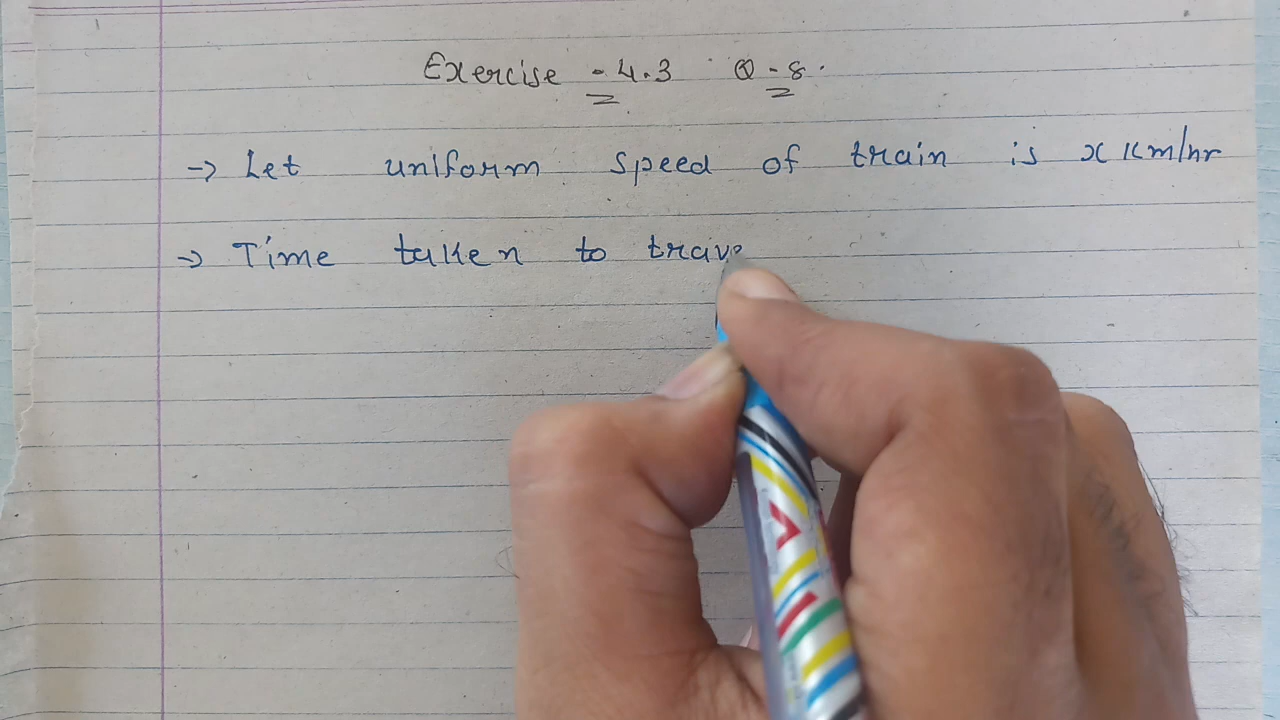 Exercise - 4.3 Q - 8.
→ Let uniform speed of train is x Km/hr
→ Time taken to trave